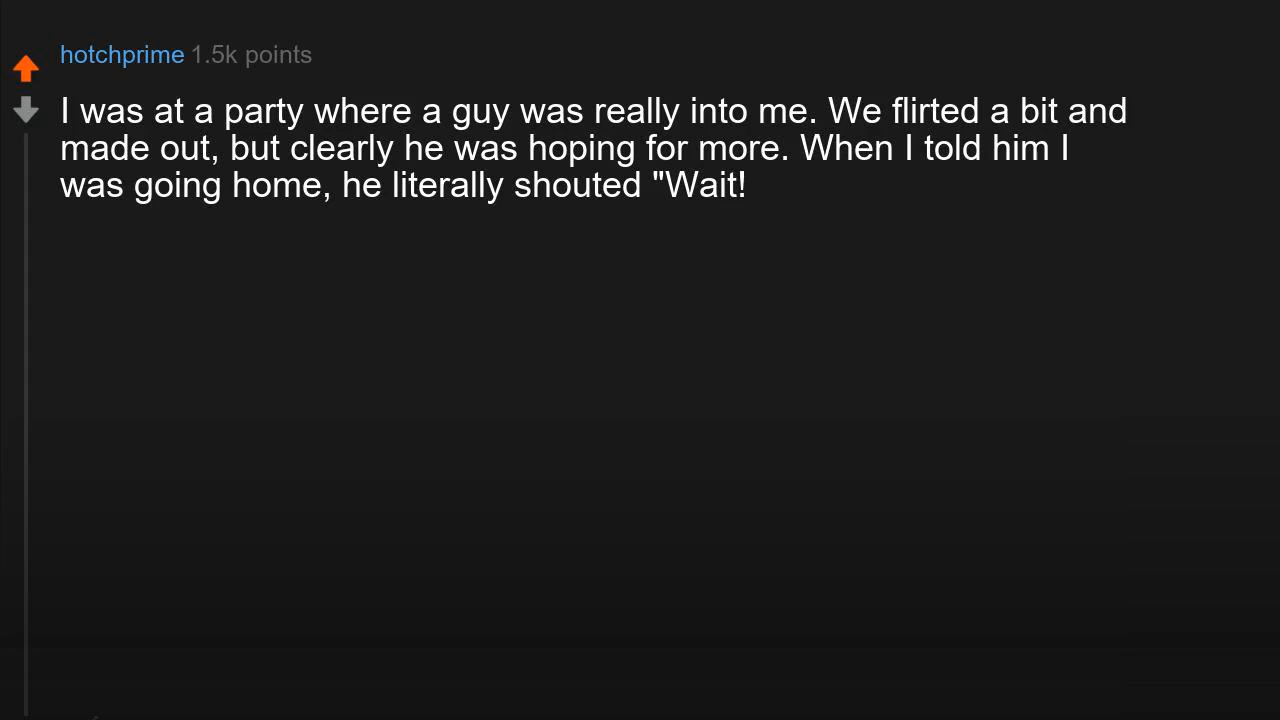 hotchprime 1.5k points
I was at a party where a guy was really into me. We flirted a bit and
made out, but clearly he was hoping for more. When I told him I
was going home, he literally shouted "Wait!